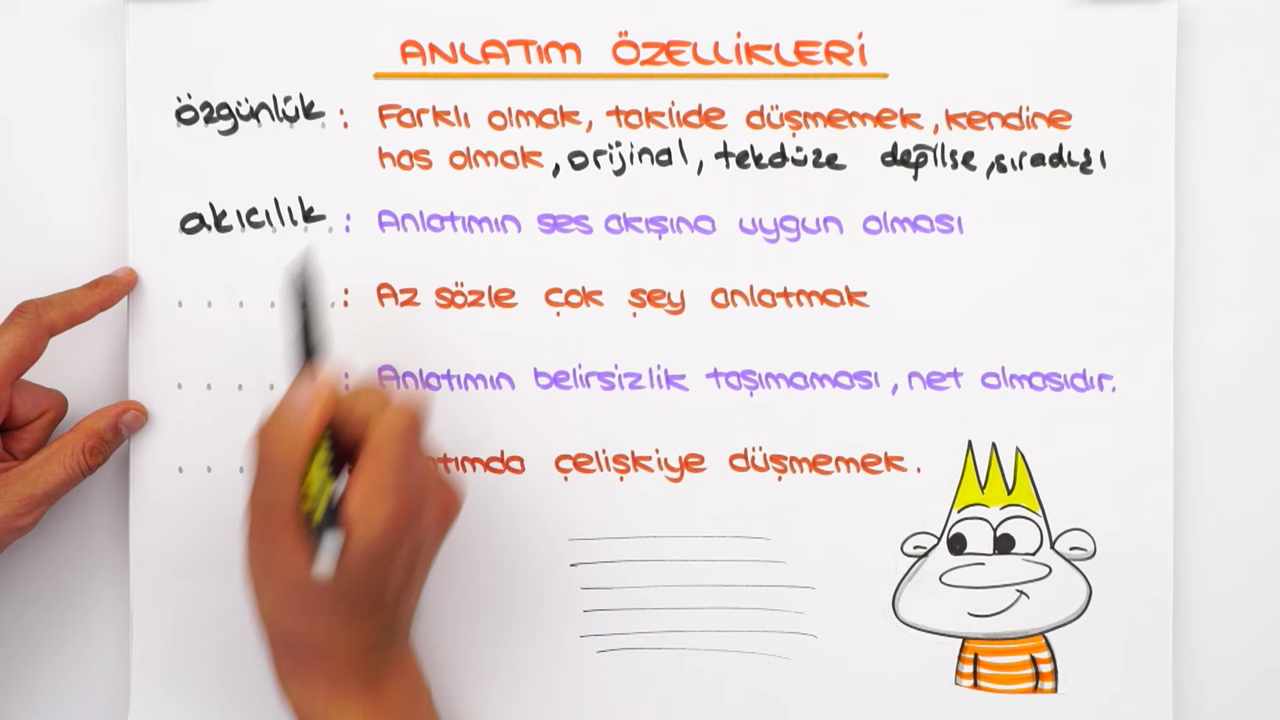 ANLATIM ÖZELLİKLERİ
özgünlük : Farklı olmak, taklide düşmemek, kendine
has olmak, orijinal, tekdüze değilse, sıradışı
akıcılık : Anlatımın ses akışına uygun olması
: Az sözle çok şey anlatmak
: Anlatımın belirsizlik taşımaması, net olmasıdır.
çelişkiye düşmemek.